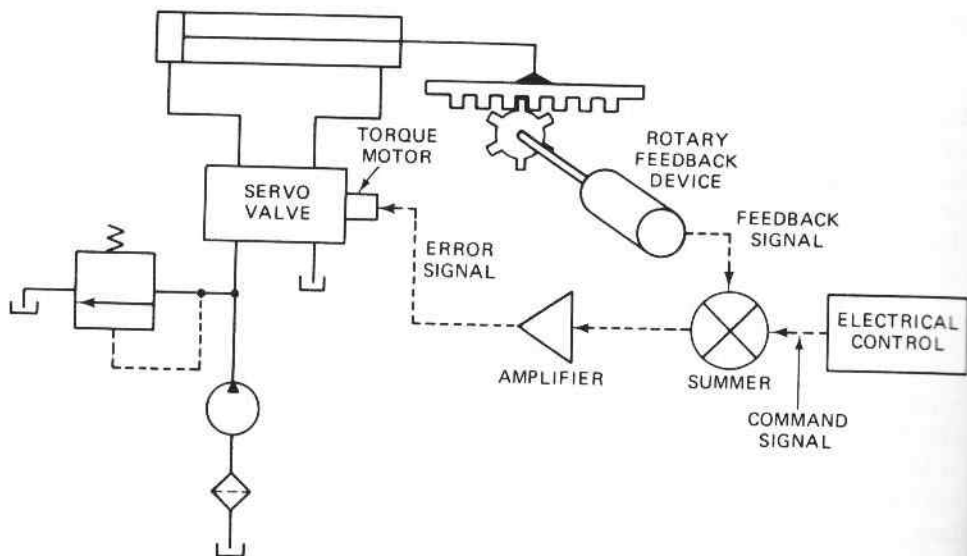 TORQUE
MOTOR
SERVO
VALVE
ROTARY
FEEDBACK
DEVICE
FEEDBACK
SIGNAL
ERROR
SIGNAL
ELECTRICAL
CONTROL
AMPLIFIER
SUMMER
COMMAND
SIGNAL